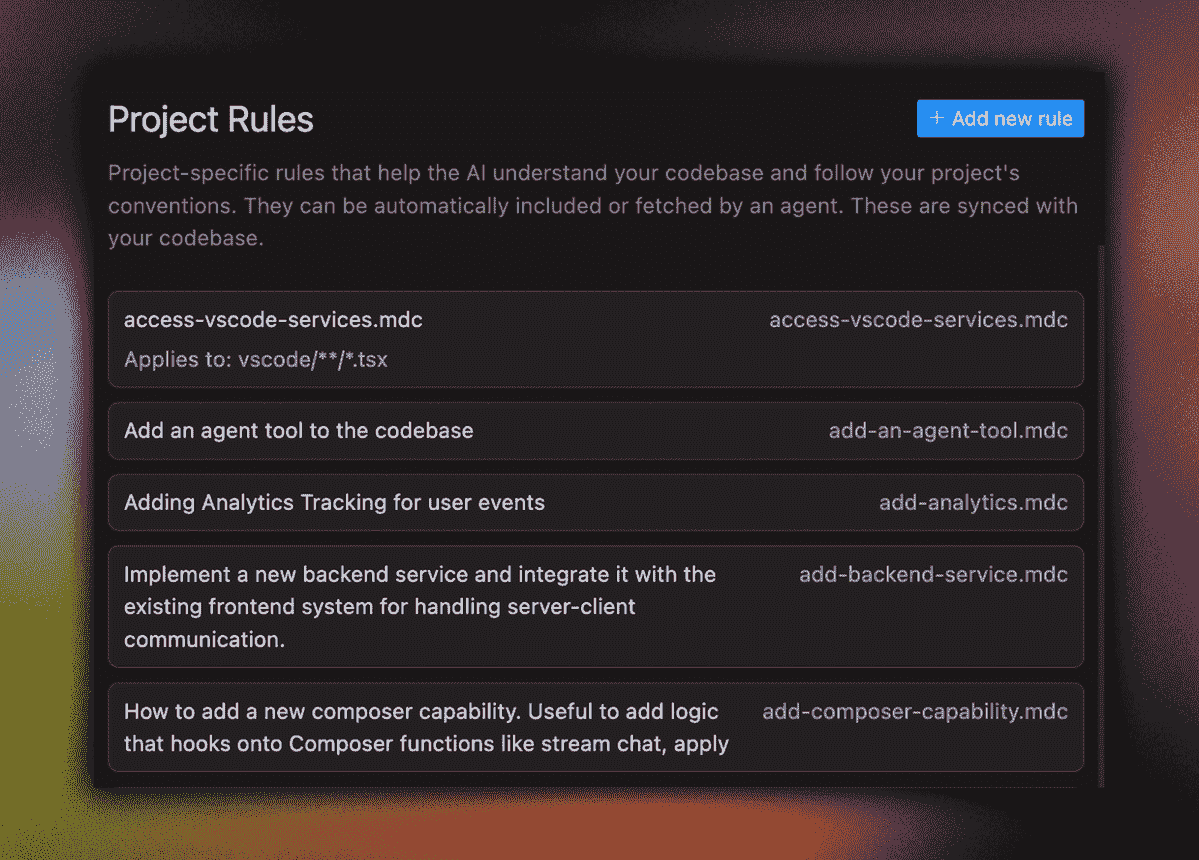 Project Rules
+ Add new rule
Project-specific rules that help the AI understand your codebase and follow your project's
conventions. They can be automatically included or fetched by an agent. These are synced with
your codebase.
access-vscode-services.mdc
access-vscode-services.mdc
Applies to: vscode/**/*.tsx
Add an agent tool to the codebase
add-an-agent-tool.mdc
Adding Analytics Tracking for user events
add-analytics.mdc
Implement a new backend service and integrate it with the
add-backend-service.mdc
existing frontend system for handling server-client
communication.
How to add a new composer capability. Useful to add logic
add-composer-capability.mdc
that hooks onto Composer functions like stream chat, apply